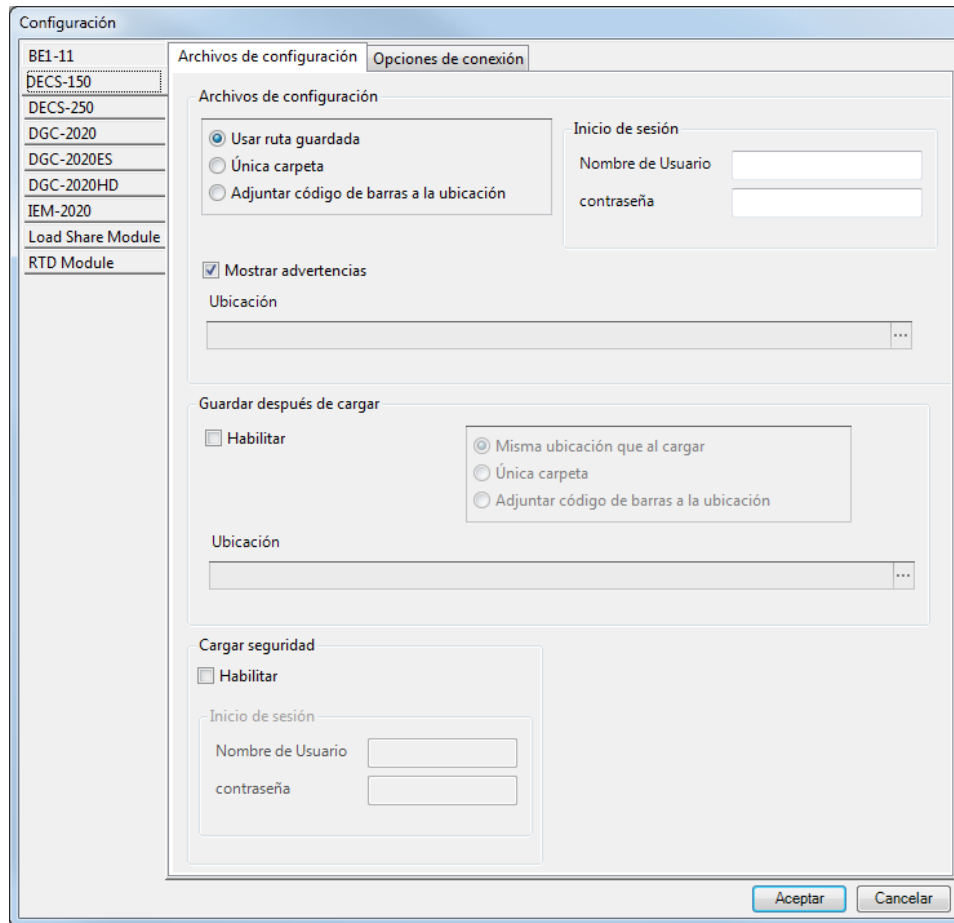 Configuración
BE1-11
DECS-150
DECS-250
DGC-2020
DGC-2020ES
DGC-2020HD
IEM-2020
Load Share Module
RTD Module
Archivos de configuración
Opciones de conexión
Archivos de configuración
Usar ruta guardada
Única carpeta
Adjuntar código de barras a la ubicación
Inicio de sesión
Nombre de Usuario
contraseña
Mostrar advertencias
Ubicación
...
Guardar después de cargar
Habilitar
Misma ubicación que al cargar
Única carpeta
Adjuntar código de barras a la ubicación
Ubicación
...
Cargar seguridad
Habilitar
Inicio de sesión
Nombre de Usuario
contraseña
Aceptar
Cancelar